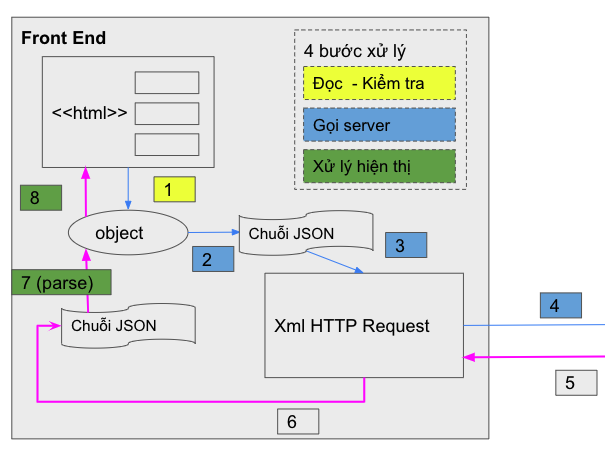 Front End
4 bước xử lý
Đọc - Kiểm tra
<<html>>
Gọi server
Xử lý hiện thị
8
1
object
Chuỗi JSON
2
3
7 (parse)
Chuỗi JSON
Xml HTTP Request
4
5
6